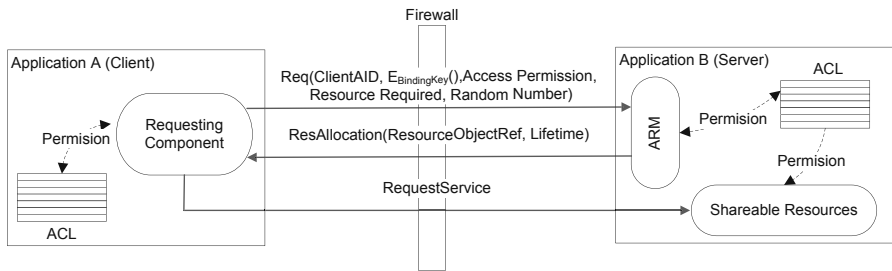 Firewall
Application A (Client)
Req(ClientAID, EBindingKey(),Access Permission,
Resource Required, Random Number)
Application B (Server)
ACL
Permision
Requesting
Component
Permision
ARM
ResAllocation(ResourceObjectRef, Lifetime)
Permision
RequestService
ACL
Shareable Resources